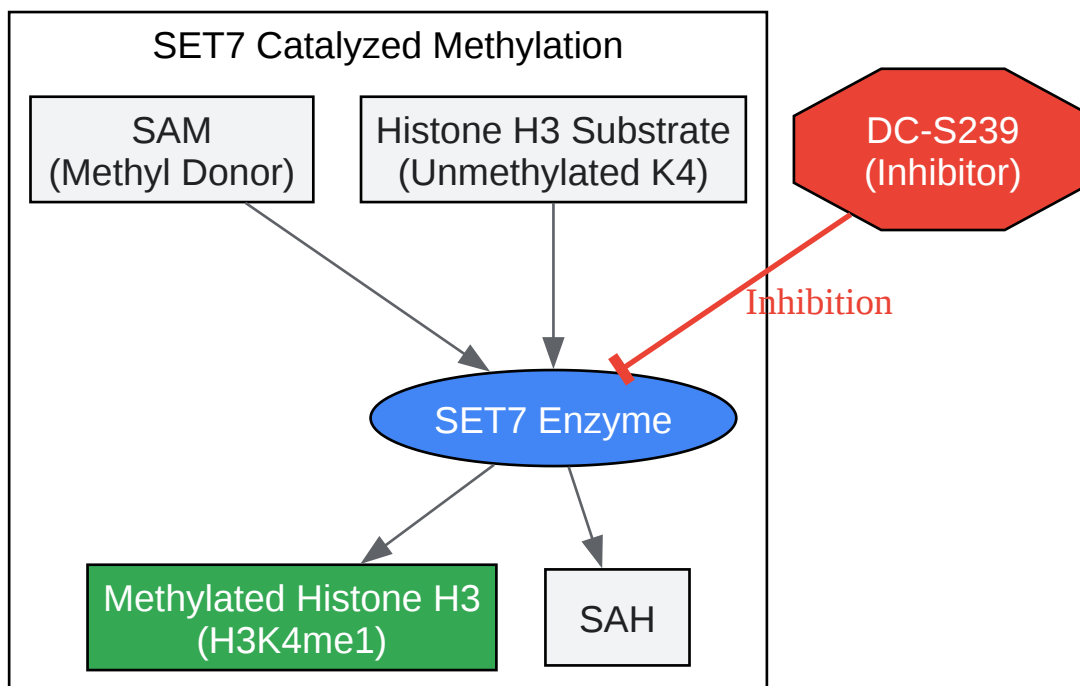 SET7 Catalyzed Methylation
SAM
(Methyl Donor)
Histone H3 Substrate
(Unmethylated K4)
DC-S239
(Inhibitor)
Inhibition
SET7 Enzyme
Methylated Histone H3
(H3K4me1)
SAH